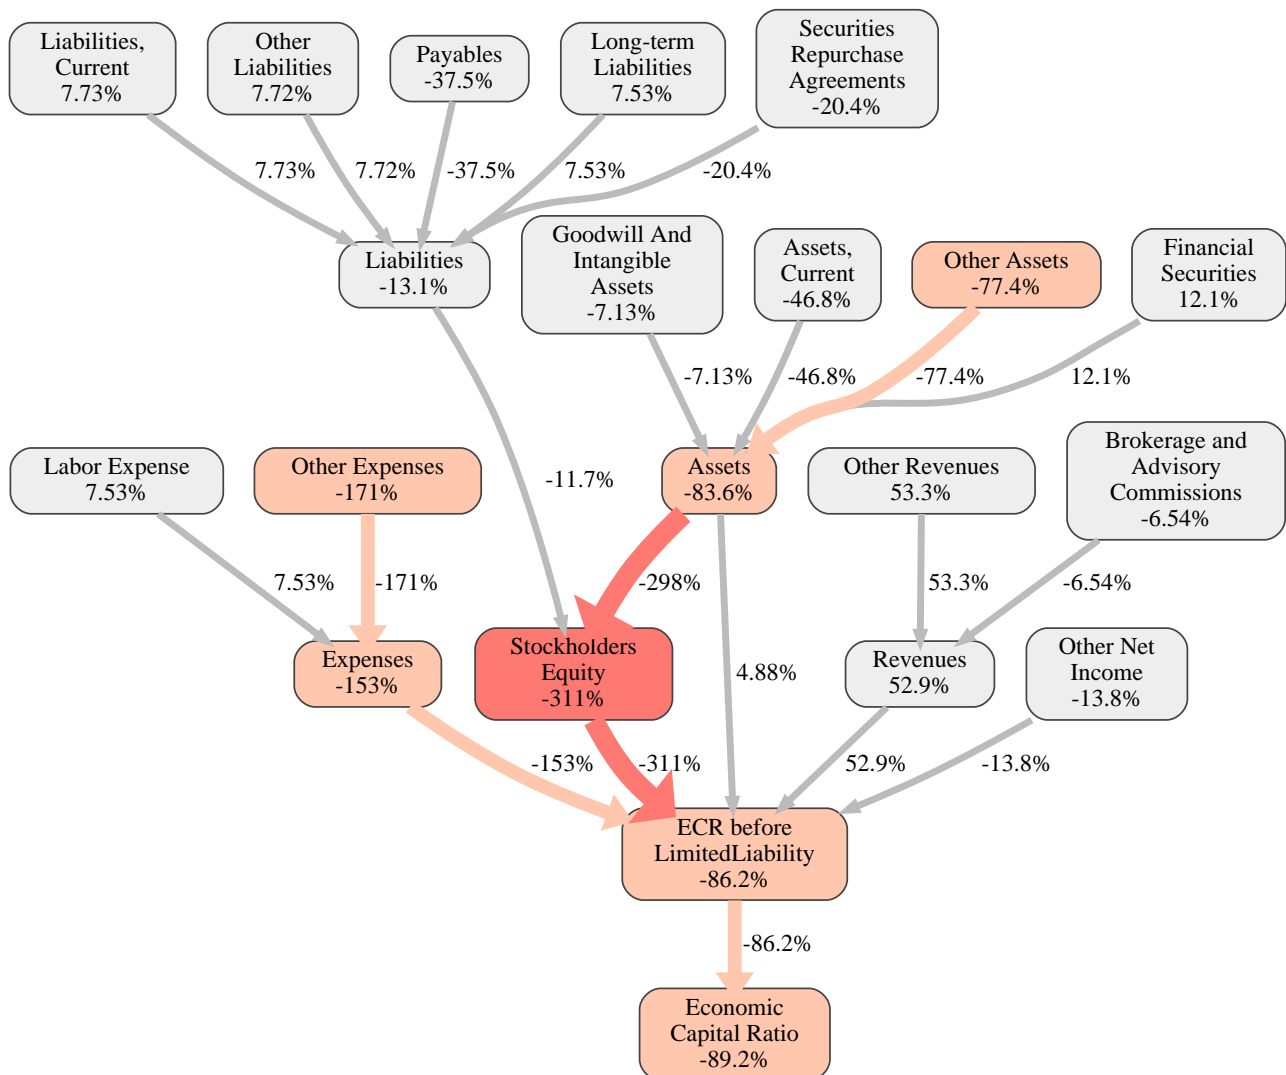 Liabilities,
Current
7.73%
Other
Liabilities
7.72%
Payables
-37.5%
Long-term
Liabilities
7.53%
Securities
Repurchase
Agreements
-20.4%
7.73%
7.72%
-37.5%
7.53%
-20.4%
Liabilities
-13.1%
Goodwill And
Intangible
Assets
-7.13%
Assets,
Current
-46.8%
Other Assets
-77.4%
Financial
Securities
12.1%
-7.13%
-46.8%
-77.4%
12.1%
Labor Expense
7.53%
Other Expenses
-171%
-11.7%
Assets
-83.6%
Other Revenues
53.3%
Brokerage and
Advisory
Commissions
-6.54%
7.53%
-171%
-298%
53.3%
-6.54%
Expenses
-153%
Stockholders
Equity
-311%
4.88%
Revenues
52.9%
Other Net
Income
-13.8%
-153%
-311%
52.9%
-13.8%
ECR before
LimitedLiability
-86.2%
-86.2%
Economic
Capital Ratio
-89.2%